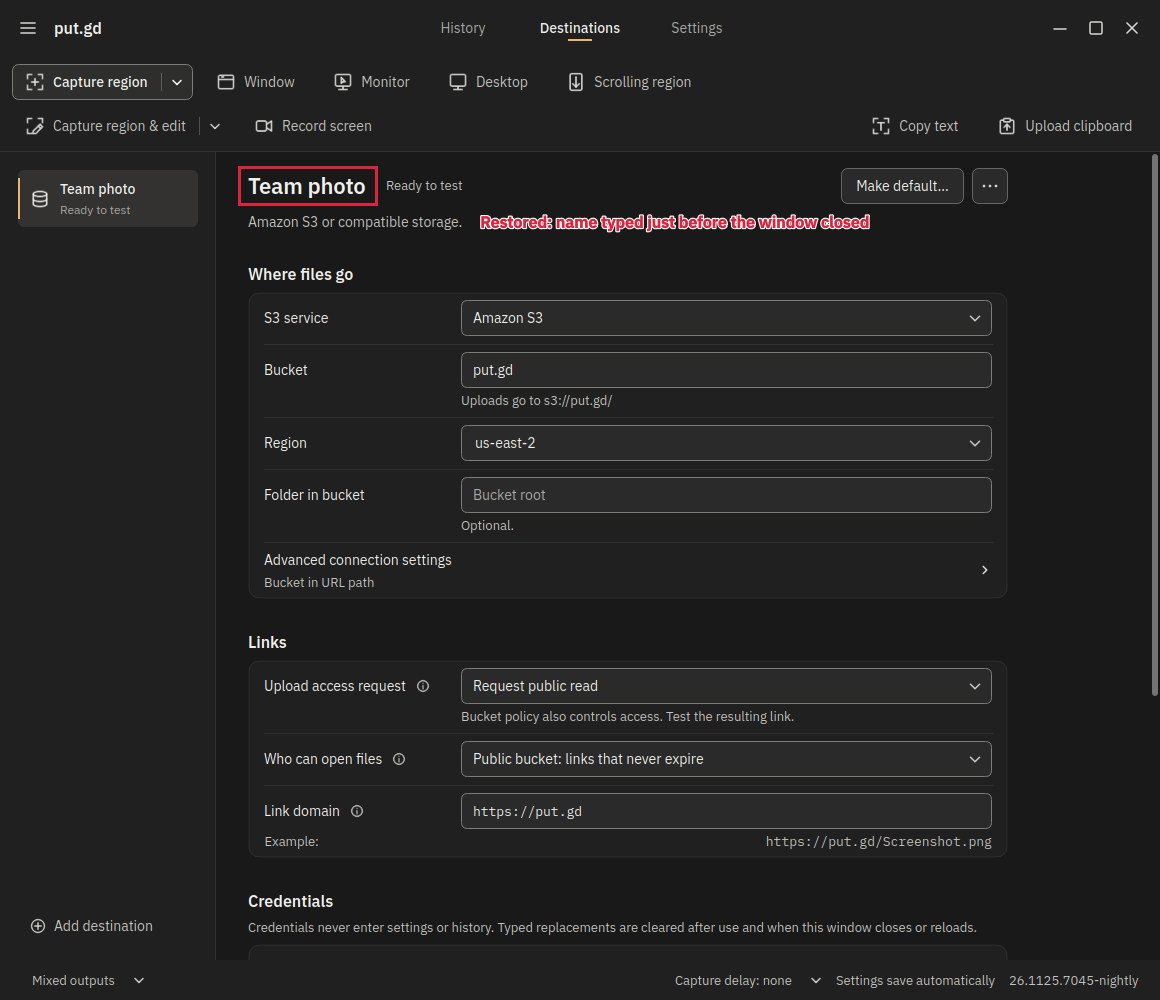 put.gd
History
Destinations
Settings
Capture region
Window
Monitor
Desktop
Scrolling region
Capture region & edit
Record screen
Copy text
Upload clipboard
Team photo
Ready to test
Team photo
Ready to test
Make default...
Amazon S3 or compatible storage.
Restored: name typed just before the window closed
Where files go
S3 service
Amazon S3
Bucket
put.gd
Uploads go to s3://put.gd/
Region
us-east-2
Folder in bucket
Bucket root
Optional.
Advanced connection settings
Bucket in URL path
Links
Upload access request
Request public read
Bucket policy also controls access. Test the resulting link.
Who can open files
Public bucket: links that never expire
Link domain
https://put.gd
Example:
https://put.gd/Screenshot.png
Credentials
Credentials never enter settings or history. Typed replacements are cleared after use and when this window closes or reloads.
Add destination
Mixed outputs
Capture delay: none
Settings save automatically
26.1125.7045-nightly